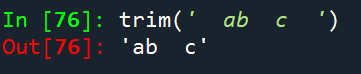 In [76]: trim('  ab  c  ')
Out[76]: 'ab  c'